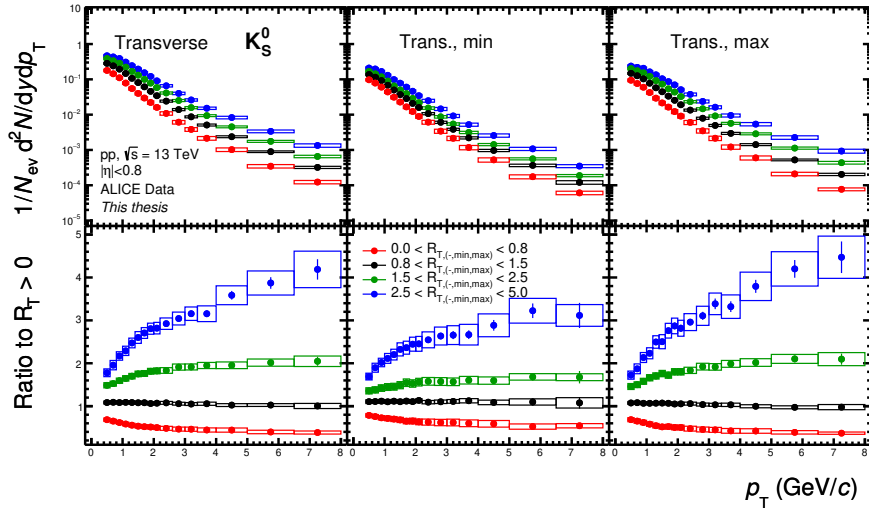 1/N_ev d²N/dydp_T
10
1
10⁻¹
10⁻²
10⁻³
10⁻⁴
10⁻⁵
Transverse K⁰_S
pp, √s = 13 TeV
|η|<0.8
ALICE Data
This thesis
Trans., min
Trans., max
Ratio to R_T > 0
5
4
3
2
1
0.0 < R_T,(-,min,max) < 0.8
0.8 < R_T,(-,min,max) < 1.5
1.5 < R_T,(-,min,max) < 2.5
2.5 < R_T,(-,min,max) < 5.0
0 1 2 3 4 5 6 7 8 0 1 2 3 4 5 6 7 8 0 1 2 3 4 5 6 7 8
p_T (GeV/c)